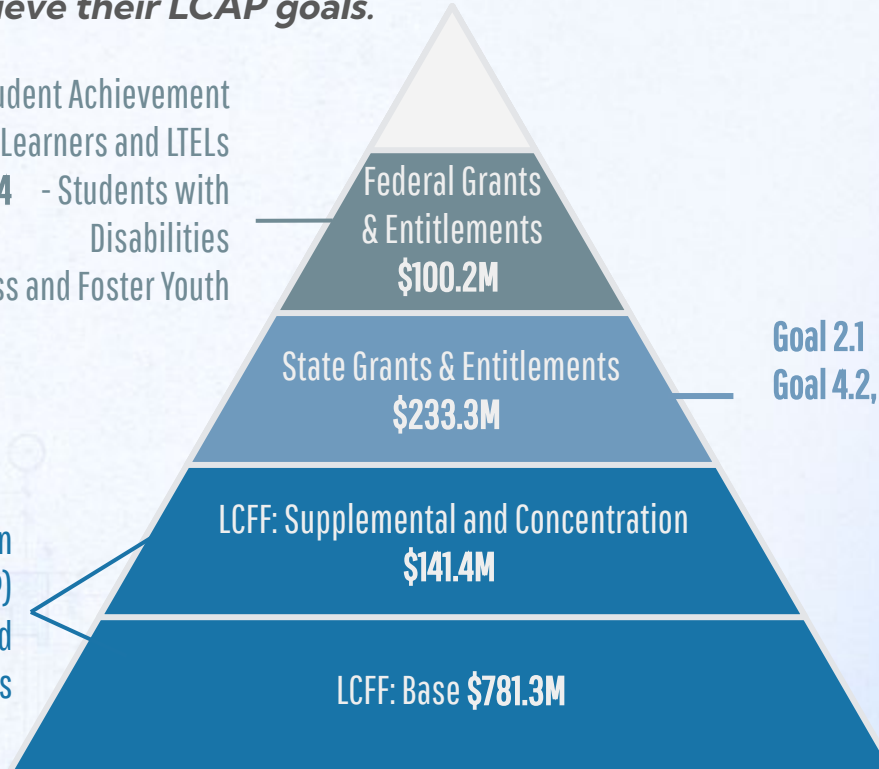 ieve their LCAP goals.
udent Achievement
Learners and LTELs
4 - Students with
Disabilities
ss and Foster Youth
Federal Grants
& Entitlements
$100.2M
State Grants & Entitlements
$233.3M
Goal 2.1
Goal 4.2,
LCFF: Supplemental and Concentration
$141.4M
m
)
d
s
LCFF: Base $781.3M